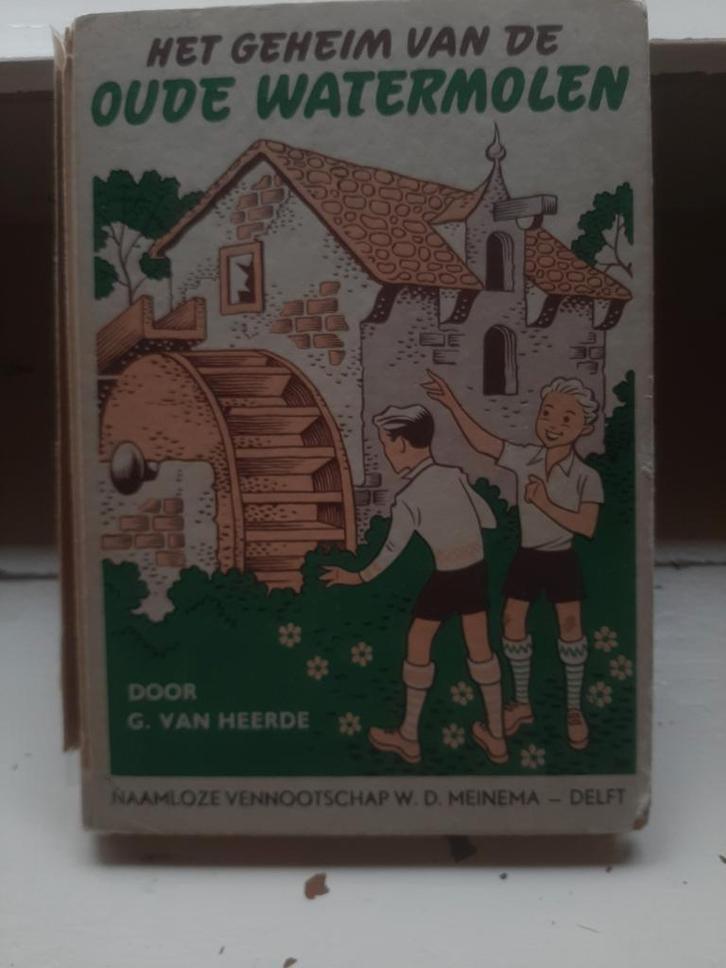 HET GEHEIM VAN DE
OUDE WATERMOLEN
DOOR
G. VAN HEERDE
NAAMLOZE VENNOOTSCHAP W. D. MEINEMA – DELFT